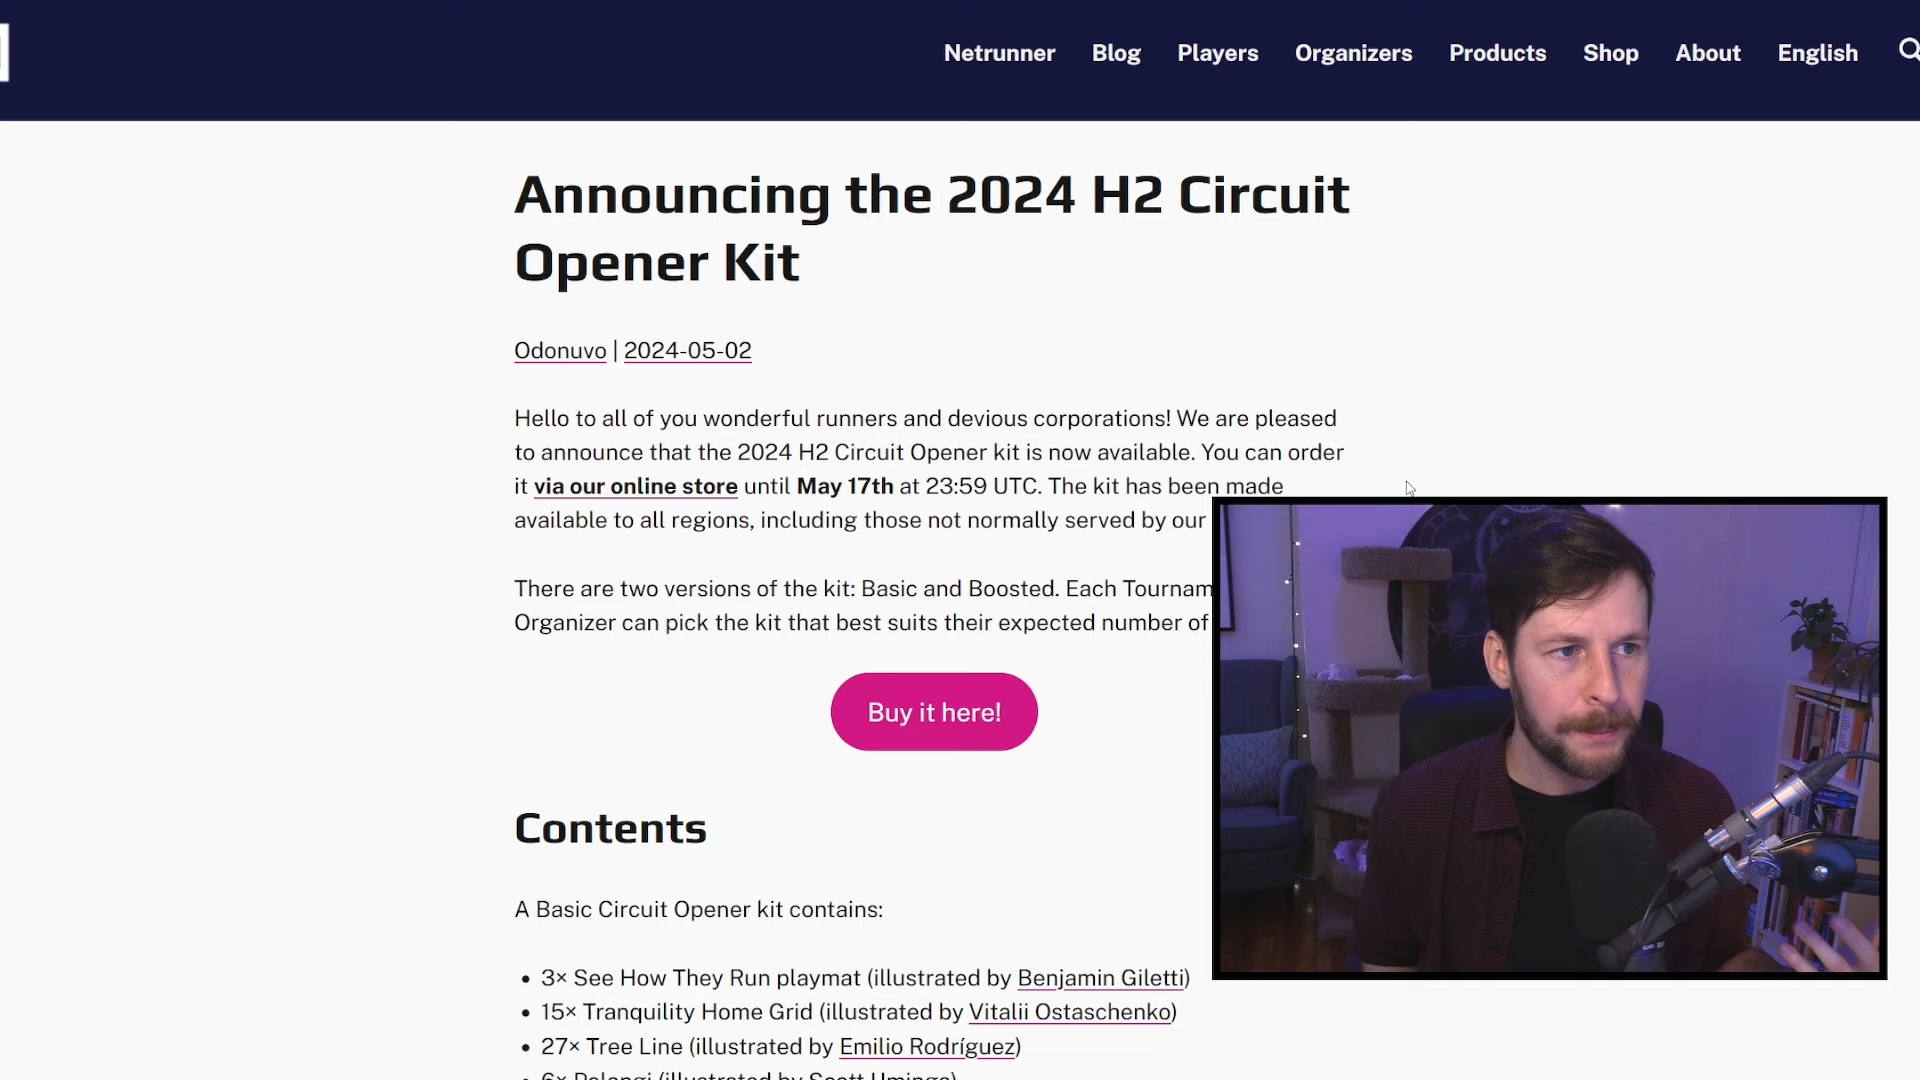 Netrunner Blog Players Organizers Products Shop About English
Announcing the 2024 H2 Circuit
Opener Kit
Odonuvo | 2024-05-02
Hello to all of you wonderful runners and devious corporations! We are pleased
to announce that the 2024 H2 Circuit Opener kit is now available. You can order
it via our online store until May 17th at 23:59 UTC. The kit has been made
available to all regions, including those not normally served by our
There are two versions of the kit: Basic and Boosted. Each Tournam
Organizer can pick the kit that best suits their expected number of
Buy it here!
Contents
A Basic Circuit Opener kit contains:
• 3× See How They Run playmat (illustrated by Benjamin Giletti)
• 15× Tranquility Home Grid (illustrated by Vitalii Ostaschenko)
• 27× Tree Line (illustrated by Emilio Rodríguez)
• 6× Pelangi (illustrated by Scott Uminga)